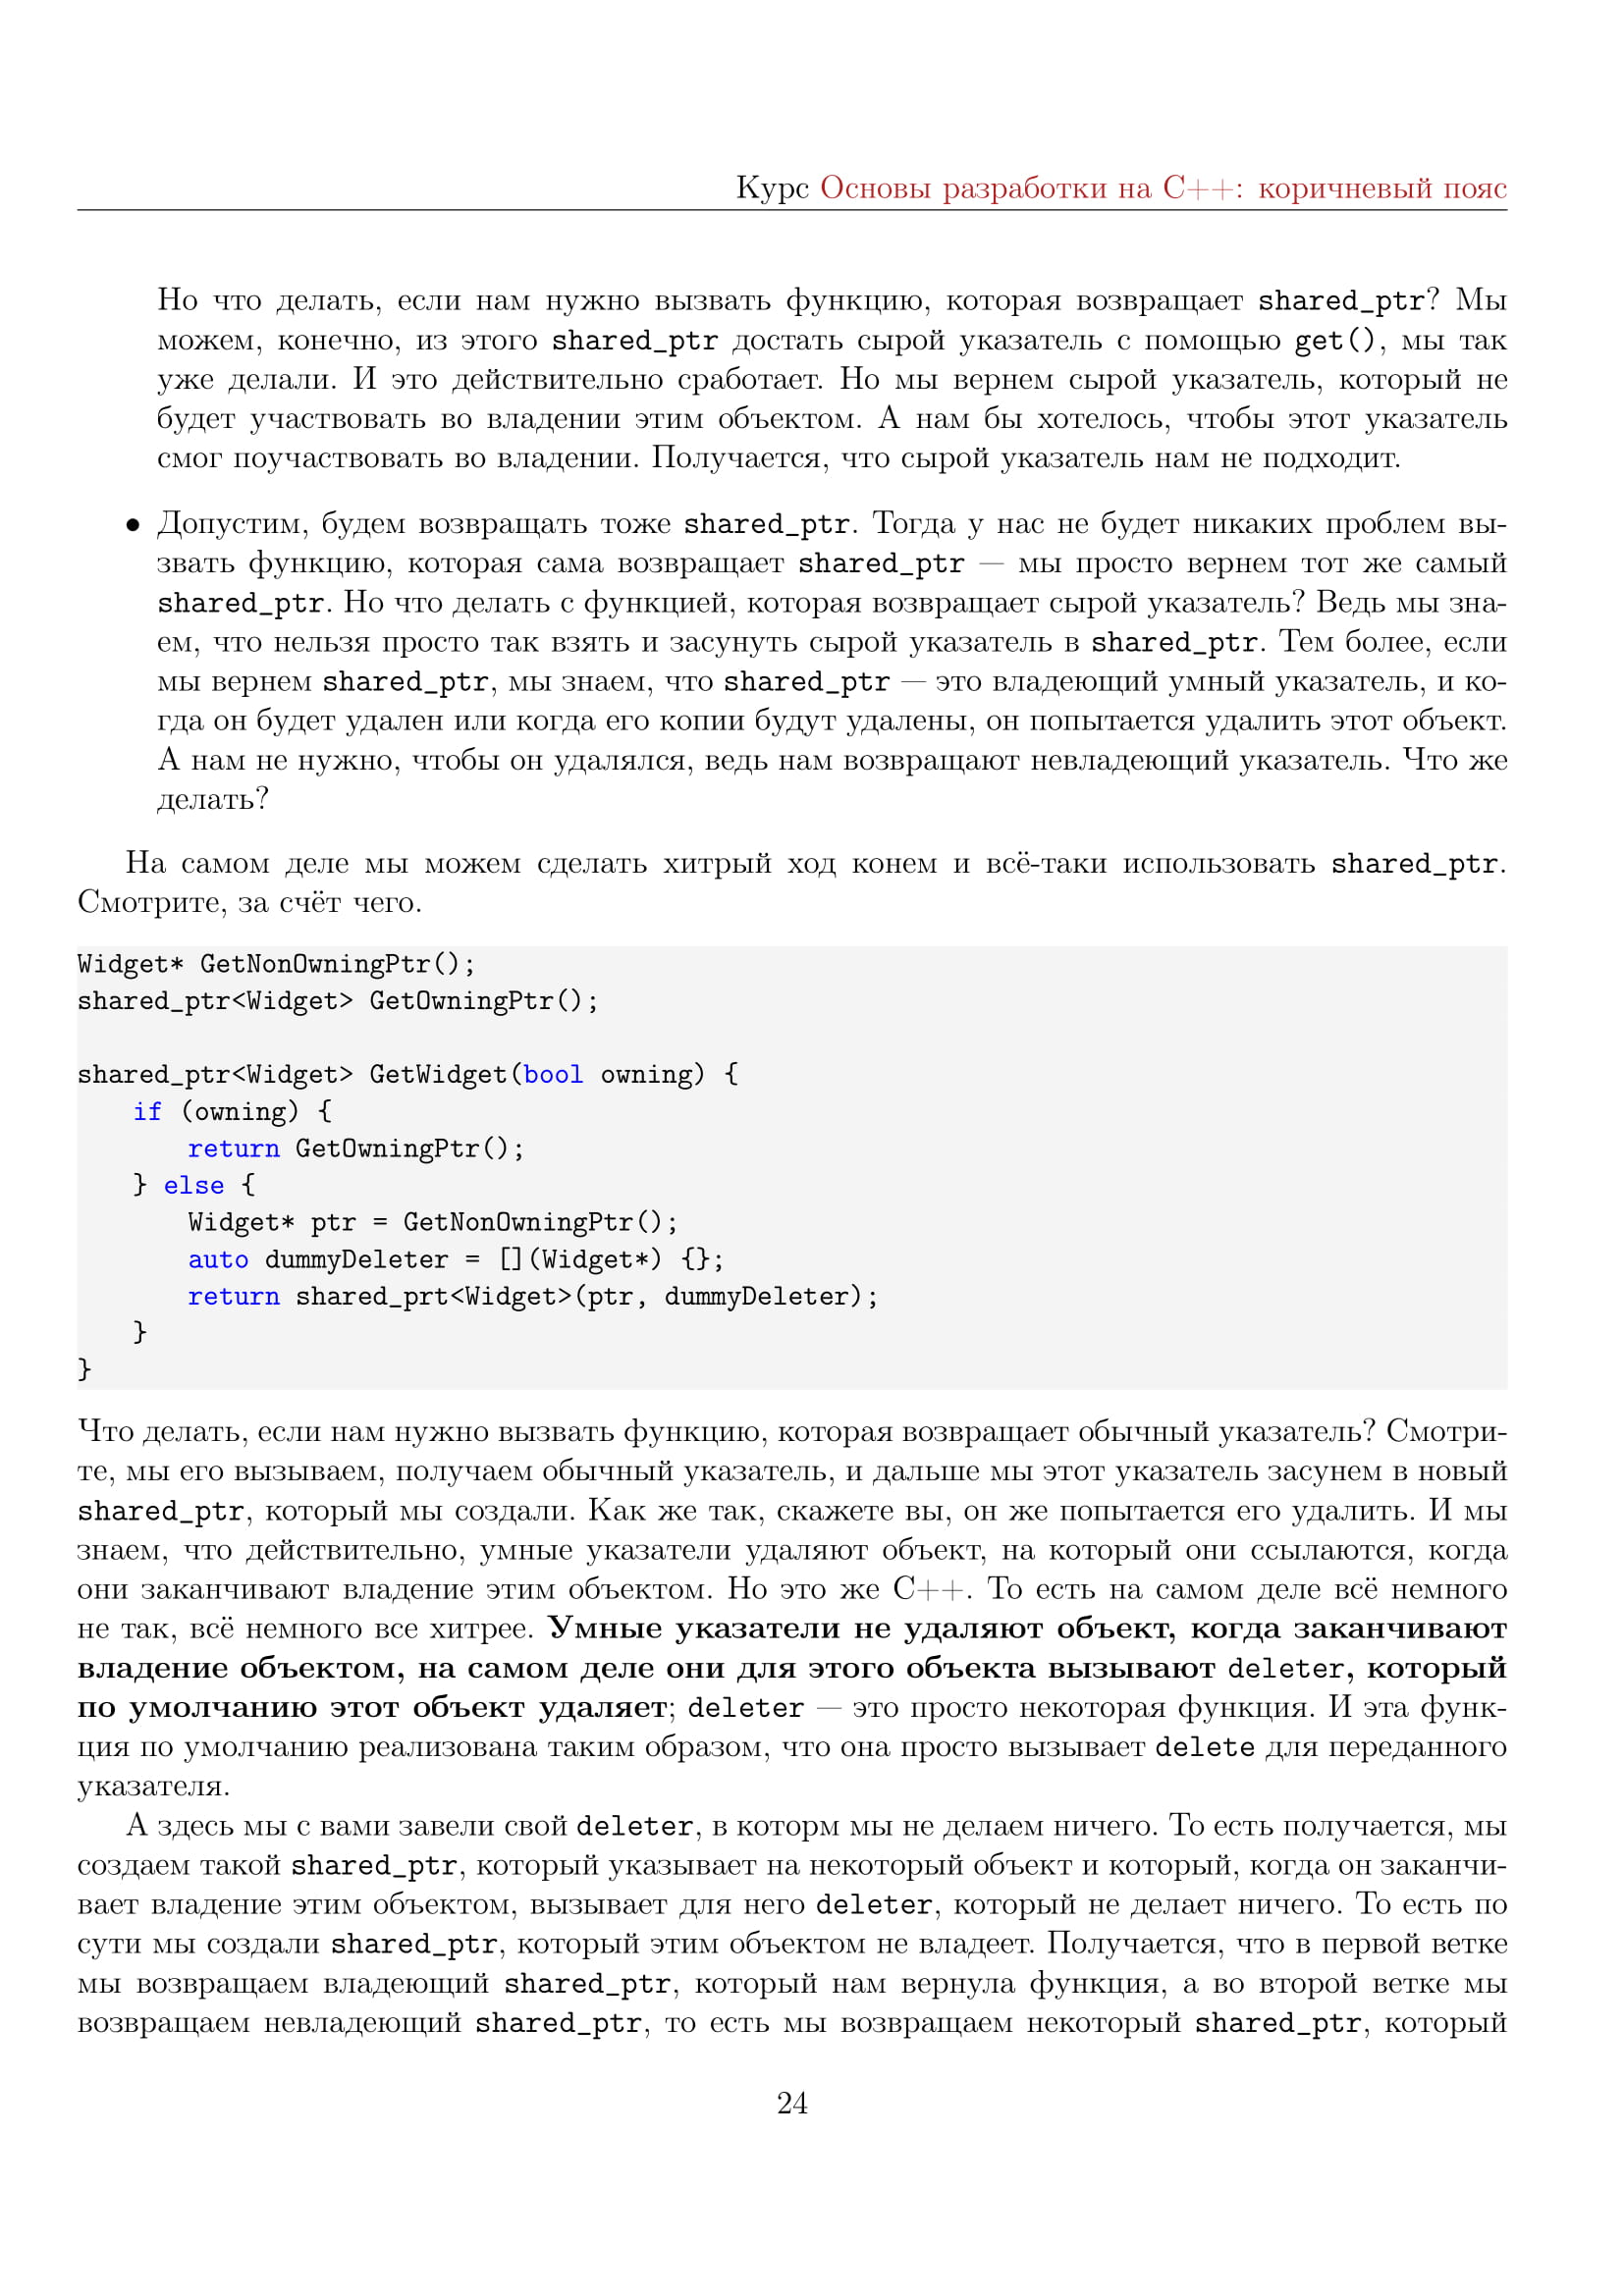 Курс Основы разработки на C++: коричневый пояс
Но что делать, если нам нужно вызвать функцию, которая возвращает shared_ptr? Мы
можем, конечно, из этого shared_ptr достать сырой указатель с помощью get(), мы так
уже делали. И это действительно сработает. Но мы вернем сырой указатель, который не
будет участвовать во владении этим объектом. А нам бы хотелось, чтобы этот указатель
смог поучаствовать во владении. Получается, что сырой указатель нам не подходит.
• Допустим, будем возвращать тоже shared_ptr. Тогда у нас не будет никаких проблем вы-
звать функцию, которая сама возвращает shared_ptr — мы просто вернем тот же самый
shared_ptr. Но что делать с функцией, которая возвращает сырой указатель? Ведь мы зна-
ем, что нельзя просто так взять и засунуть сырой указатель в shared_ptr. Тем более, если
мы вернем shared_ptr, мы знаем, что shared_ptr — это владеющий умный указатель, и ко-
гда он будет удален или когда его копии будут удалены, он попытается удалить этот объект.
А нам не нужно, чтобы он удалялся, ведь нам возвращают невладеющий указатель. Что же
делать?
На самом деле мы можем сделать хитрый ход конем и всё-таки использовать shared_ptr.
Смотрите, за счёт чего.
Widget* GetNonOwningPtr();
shared_ptr<Widget> GetOwningPtr();
shared_ptr<Widget> GetWidget(bool owning) {
if (owning) {
return GetOwningPtr();
} else {
Widget* ptr = GetNonOwningPtr();
auto dummyDeleter = [](Widget*) {};
return shared_prt<Widget>(ptr, dummyDeleter);
}
}
Что делать, если нам нужно вызвать функцию, которая возвращает обычный указатель? Смотри-
те, мы его вызываем, получаем обычный указатель, и дальше мы этот указатель засунем в новый
shared_ptr, который мы создали. Как же так, скажете вы, он же попытается его удалить. И мы
знаем, что действительно, умные указатели удаляют объект, на который они ссылаются, когда
они заканчивают владение этим объектом. Но это же C++. То есть на самом деле всё немного
не так, всё немного все хитрее. Умные указатели не удаляют объект, когда заканчивают
владение объектом, на самом деле они для этого объекта вызывают deleter, который
по умолчанию этот объект удаляет; deleter — это просто некоторая функция. И эта функ-
ция по умолчанию реализована таким образом, что она просто вызывает delete для переданного
указателя.
А здесь мы с вами завели свой deleter, в которм мы не делаем ничего. То есть получается, мы
создаем такой shared_ptr, который указывает на некоторый объект и который, когда он заканчи-
вает владение этим объектом, вызывает для него deleter, который не делает ничего. То есть по
сути мы создали shared_ptr, который этим объектом не владеет. Получается, что в первой ветке
мы возвращаем владеющий shared_ptr, который нам вернула функция, а во второй ветке мы
возвращаем невладеющий shared_ptr, то есть мы возвращаем некоторый shared_ptr, который
24